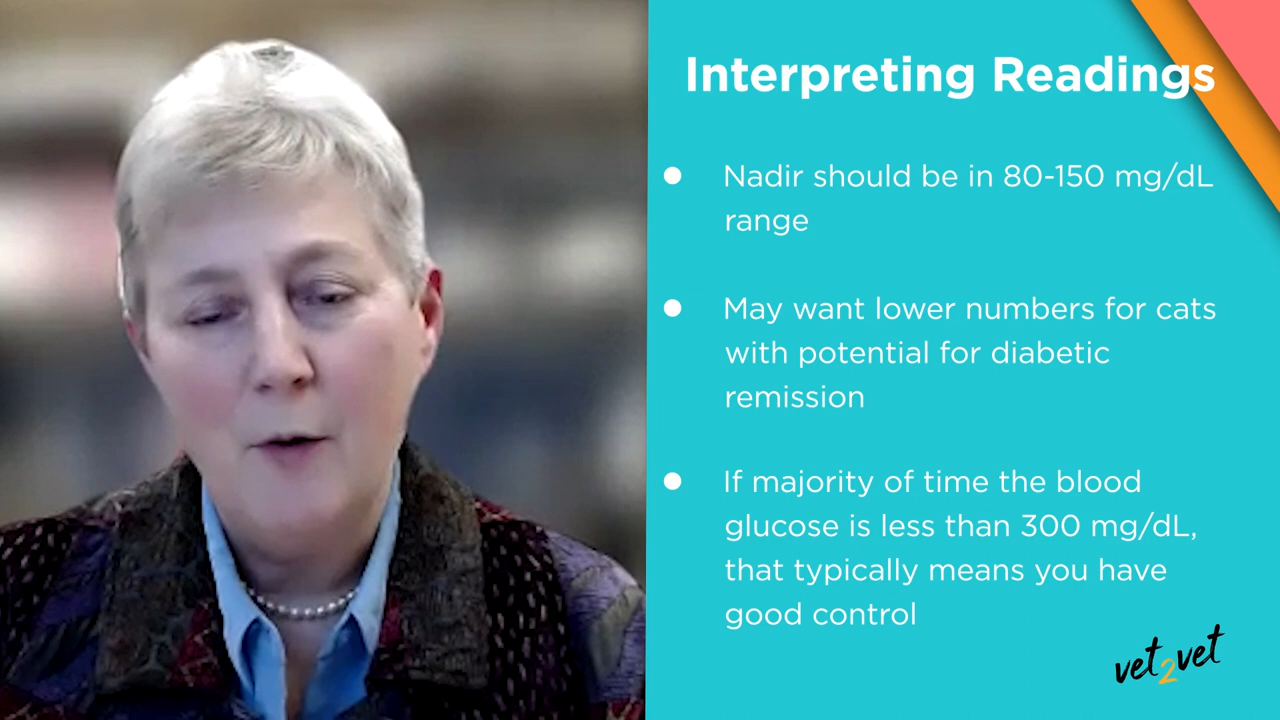 Interpreting Readings
● Nadir should be in 80-150 mg/dL
range
● May want lower numbers for cats
with potential for diabetic
remission
● If majority of time the blood
glucose is less than 300 mg/dL,
that typically means you have
good control
vet2vet